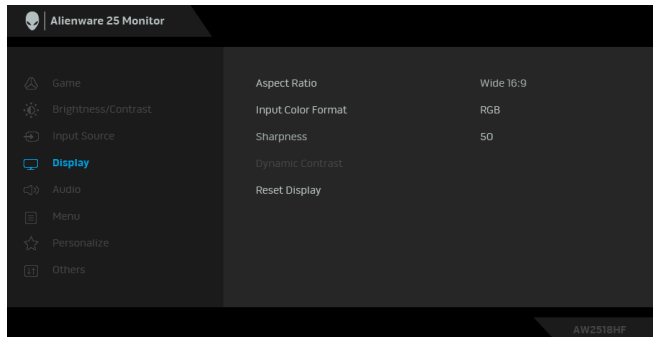 Alienware 25 Monitor
Game
Brightness/Contrast
Input Source
Display
Audio
Menu
Personalize
Others
Aspect Ratio Wide 16:9
Input Color Format RGB
Sharpness 50
Dynamic Contrast
Reset Display
AW2518HF